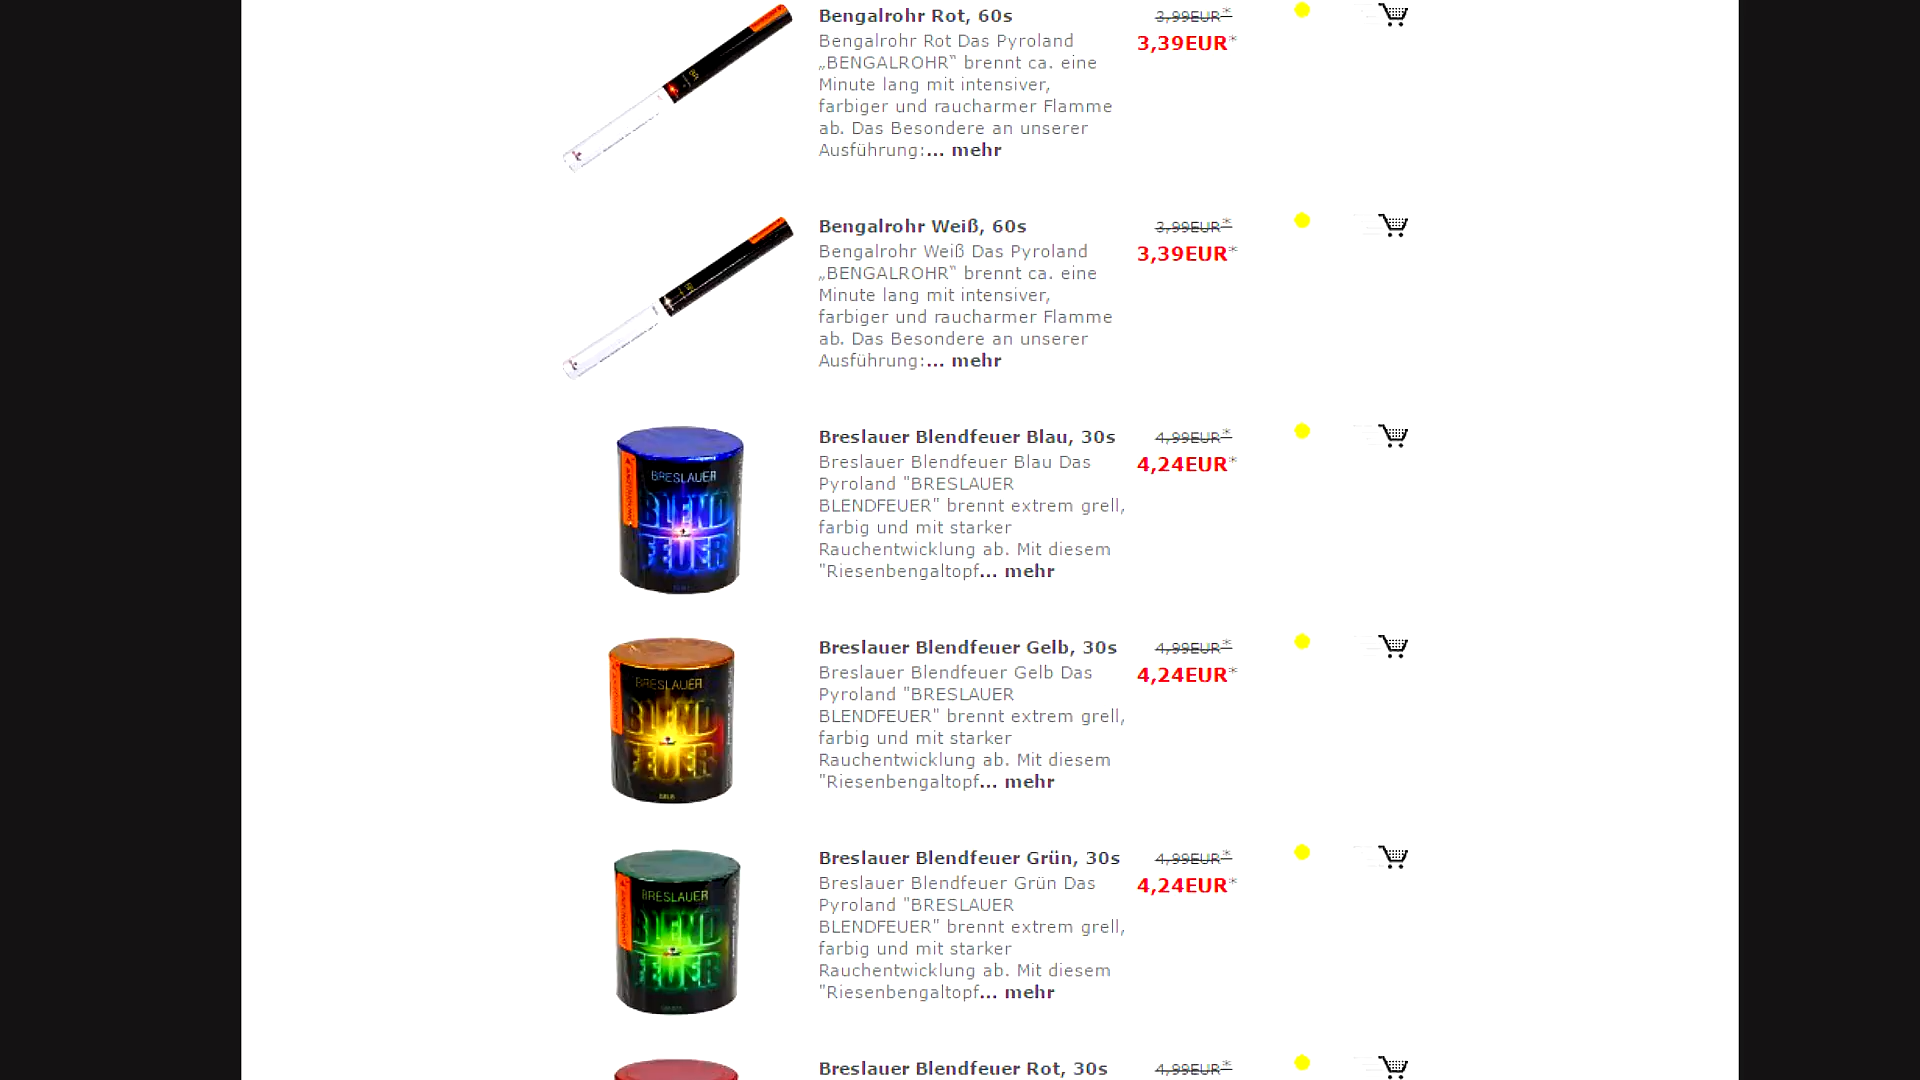 Bengalrohr Rot, 60s
3,99EUR*
Bengalrohr Rot Das Pyroland
3,39EUR*
„BENGALROHR“ brennt ca. eine
Minute lang mit intensiver,
farbiger und raucharmer Flamme
ab. Das Besondere an unserer
Ausführung:... mehr
Bengalrohr Weiß, 60s
3,99EUR*
Bengalrohr Weiß Das Pyroland
3,39EUR*
„BENGALROHR“ brennt ca. eine
Minute lang mit intensiver,
farbiger und raucharmer Flamme
ab. Das Besondere an unserer
Ausführung:... mehr
BRESLAUER
BLEND
FEUER
Breslauer Blendfeuer Blau, 30s
4,99EUR*
Breslauer Blendfeuer Blau Das
4,24EUR*
Pyroland "BRESLAUER
BLENDFEUER" brennt extrem grell,
farbig und mit starker
Rauchentwicklung ab. Mit diesem
"Riesenbengaltopf... mehr
BRESLAUER
BLEND
FEUER
Breslauer Blendfeuer Gelb, 30s
4,99EUR*
Breslauer Blendfeuer Gelb Das
4,24EUR*
Pyroland "BRESLAUER
BLENDFEUER" brennt extrem grell,
farbig und mit starker
Rauchentwicklung ab. Mit diesem
"Riesenbengaltopf... mehr
BRESLAUER
BLEND
FEUER
Breslauer Blendfeuer Grün, 30s
4,99EUR*
Breslauer Blendfeuer Grün Das
4,24EUR*
Pyroland "BRESLAUER
BLENDFEUER" brennt extrem grell,
farbig und mit starker
Rauchentwicklung ab. Mit diesem
"Riesenbengaltopf... mehr
Breslauer Blendfeuer Rot, 30s
4,99EUR*